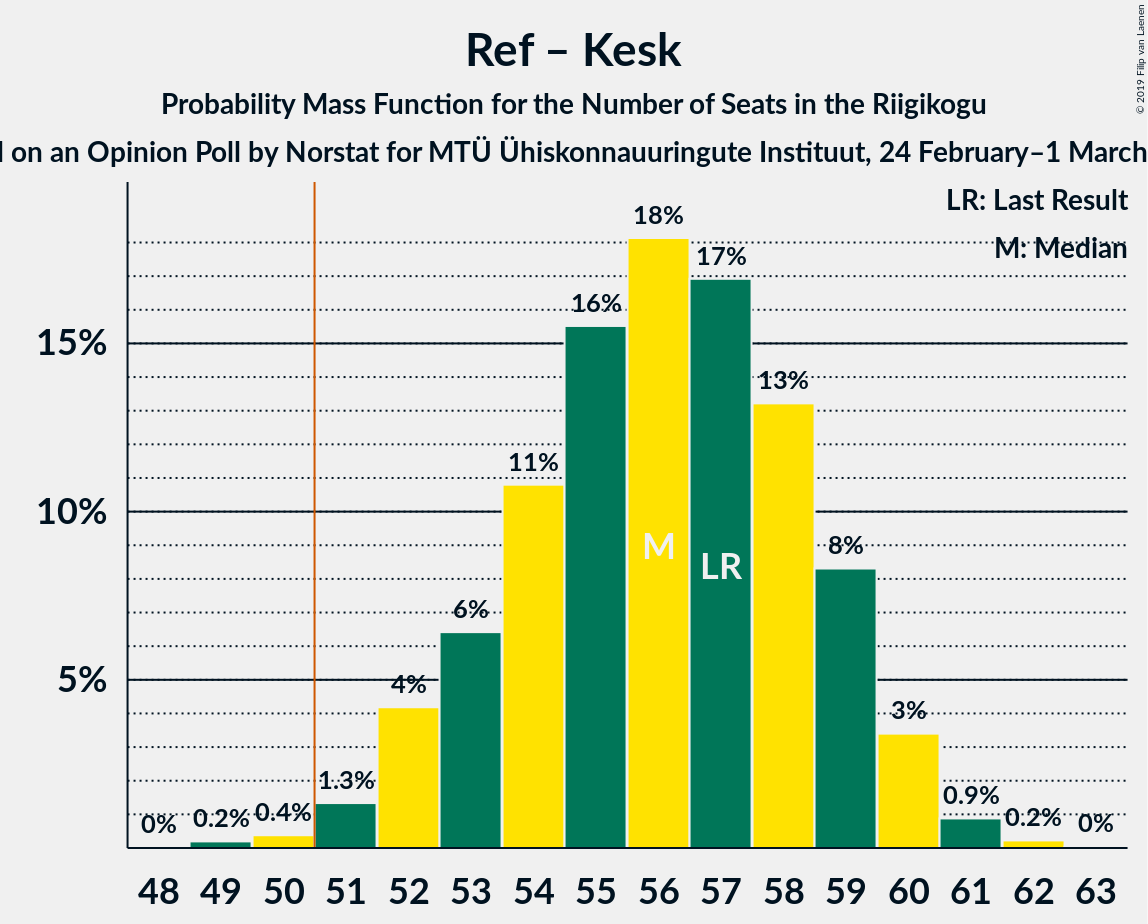 Ref – Kesk
Probability Mass Function for the Number of Seats in the Riigikogu
on an Opinion Poll by Norstat for MTÜ Ühiskonnauuringute Instituut, 24 February–1 March
© 2019 Filip van Laenen
LR: Last Result
M: Median
15%
10%
5%
0% 0.2% 0.4% 1.3% 4% 6% 11% 16% 18% 17% 13% 8% 3% 0.9% 0.2% 0%
M
LR
48 49 50 51 52 53 54 55 56 57 58 59 60 61 62 63